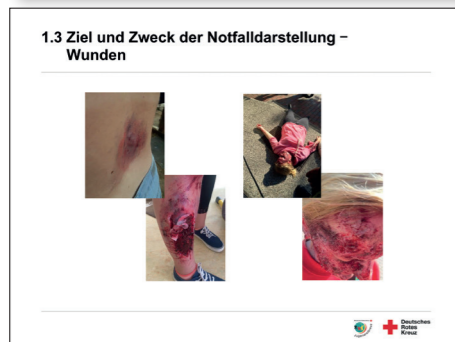 1.3 Ziel und Zweck der Notfalldarstellung –
Wunden
Deutsches
Rotes
Kreuz